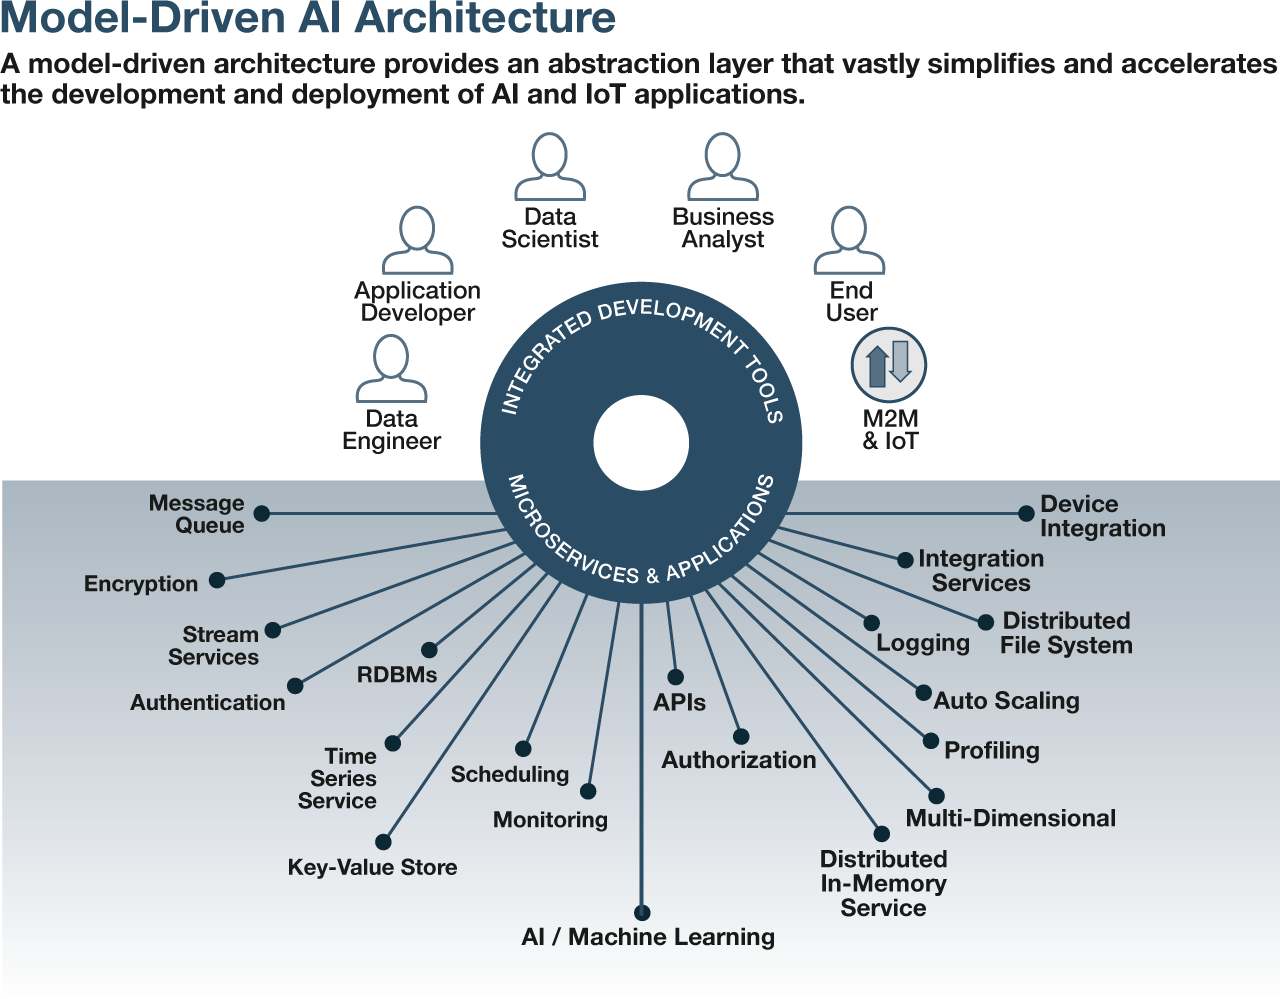 Model-Driven AI Architecture
A model-driven architecture provides an abstraction layer that vastly simplifies and accelerates
the development and deployment of AI and IoT applications.
Data
Scientist
Business
Analyst
Application
Developer
End
User
Data
Engineer
M2M
& IoT
INTEGRATED DEVELOPMENT TOOLS
MICROSERVICES & APPLICATIONS
Message
Queue
Encryption
Stream
Services
Authentication
RDBMs
Time
Series
Service
Key-Value Store
Scheduling
Monitoring
AI / Machine Learning
APIs
Authorization
Distributed
In-Memory
Service
Multi-Dimensional
Profiling
Auto Scaling
Logging
Distributed
File System
Integration
Services
Device
Integration